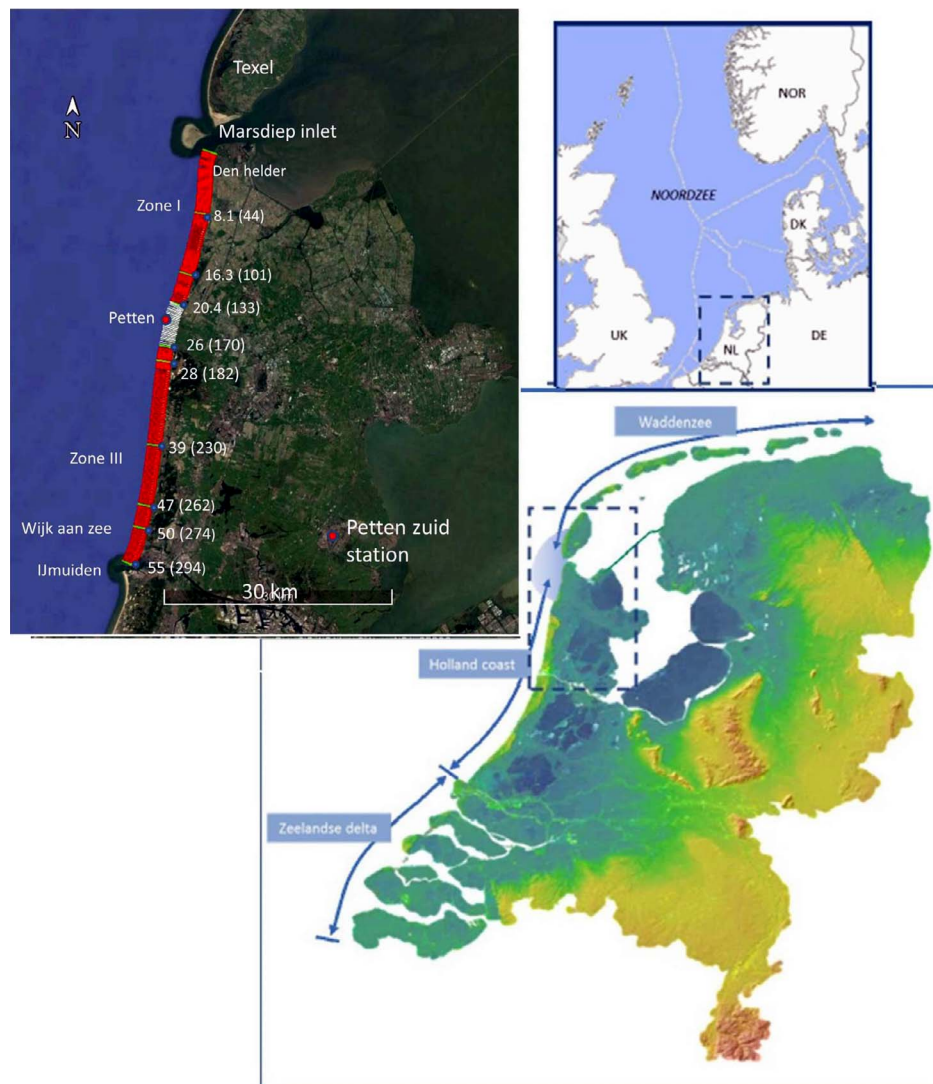 Texel
N
Marsdiep inlet
Den helder
Zone I
8.1 (44)
16.3 (101)
20.4 (133)
Petten
26 (170)
28 (182)
39 (230)
Zone III
47 (262)
Wijk aan zee
50 (274)
Petten zuid
station
IJmuiden
55 (294)
30 km
NOR
NOORDZEE
DK
UK
NL
DE
Waddenzee
Holland coast
Zeelandse delta